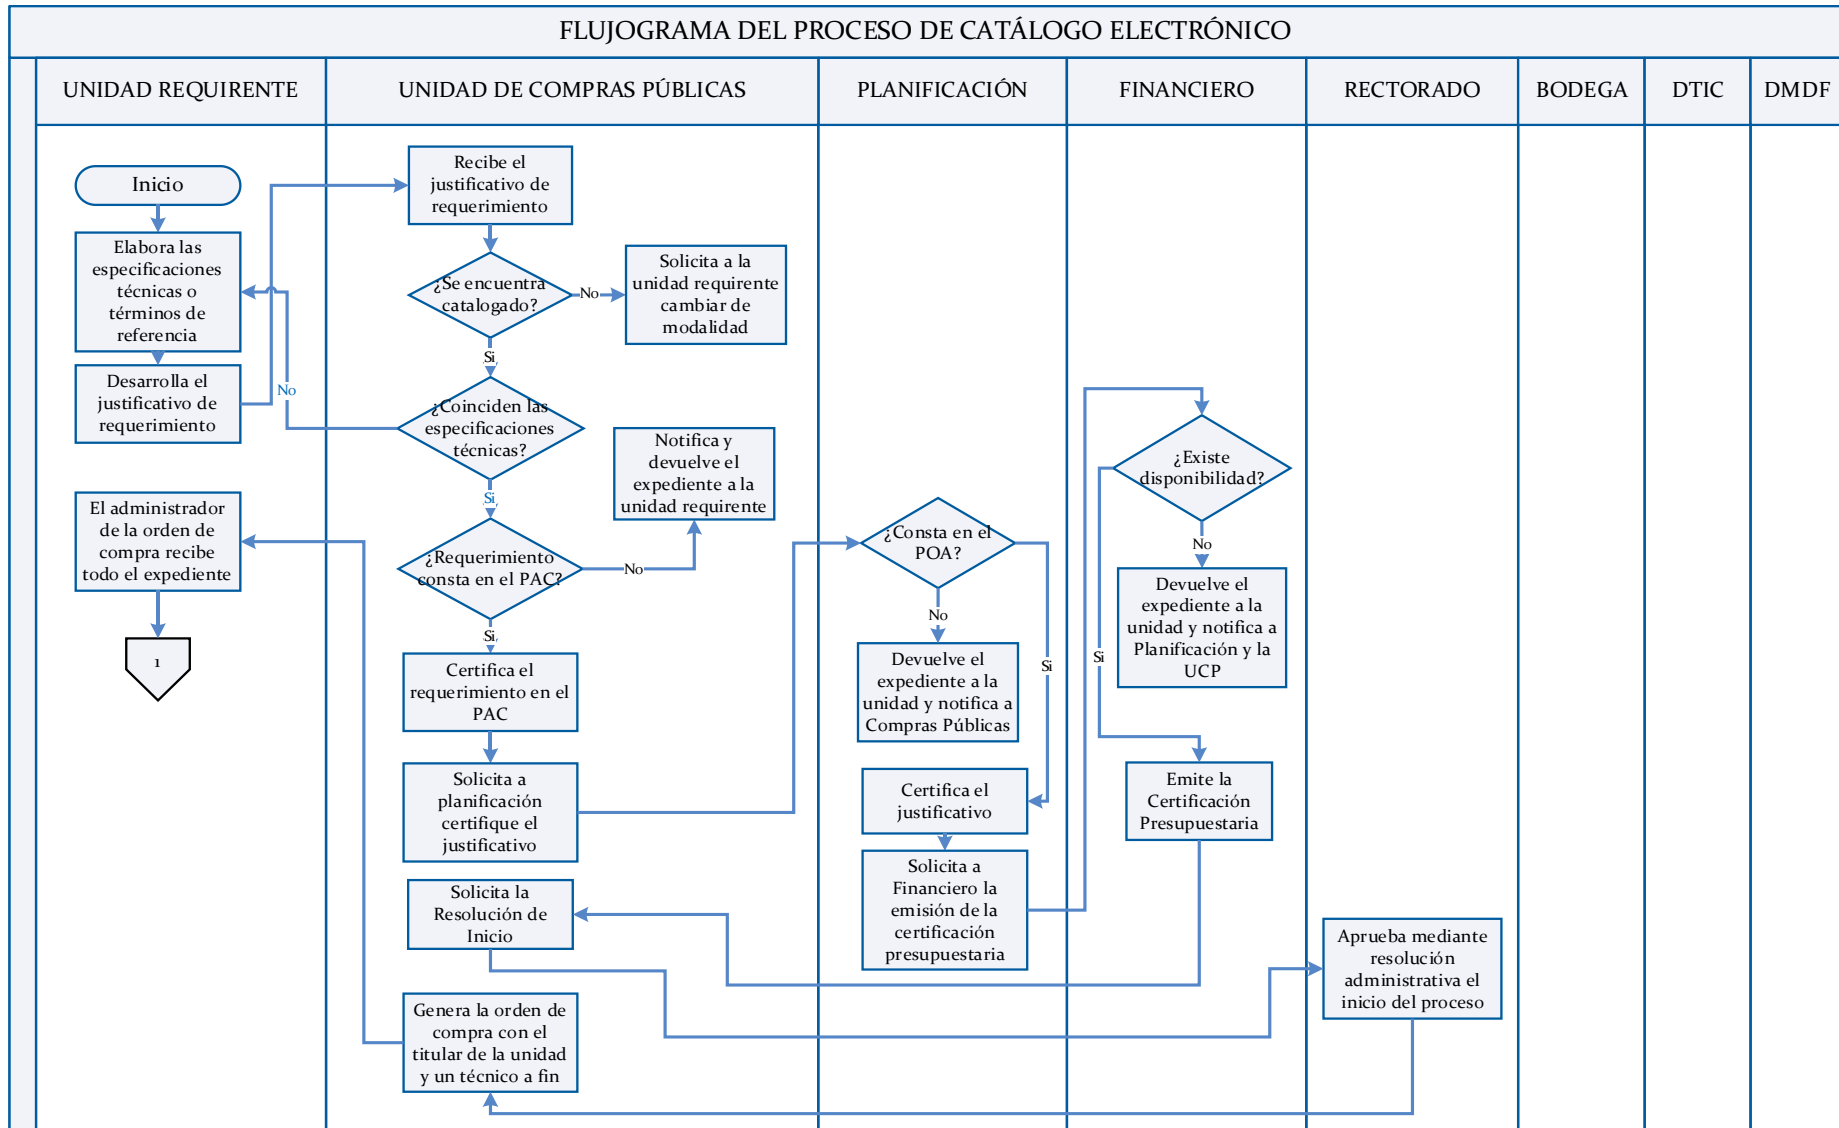 FLUJOGRAMA DEL PROCESO DE CATÁLOGO ELECTRÓNICO
UNIDAD REQUIRENTE
UNIDAD DE COMPRAS PÚBLICAS
PLANIFICACIÓN
FINANCIERO
RECTORADO
BODEGA
DTIC
DMDF
Inicio
Elabora las
especificaciones
técnicas o
términos de
referencia
Desarrolla el
justificativo de
requerimiento
No
El administrador
de la orden de
compra recibe
todo el expediente
1
Recibe el
justificativo de
requerimiento
¿Se encuentra
catalogado?
No
Solicita a la
unidad requirente
cambiar de
modalidad
Si
¿Coinciden las
especificaciones
técnicas?
Si
Notifica y
devuelve el
expediente a la
unidad requirente
¿Requerimiento
consta en el PAC?
No
Si
Certifica el
requerimiento en el
PAC
Solicita a
planificación
certifique el
justificativo
Solicita la
Resolución de
Inicio
Genera la orden de
compra con el
titular de la unidad
y un técnico a fin
¿Consta en el
POA?
No
Si
Devuelve el
expediente a la
unidad y notifica a
Compras Públicas
Certifica el
justificativo
Solicita a
Financiero la
emisión de la
certificación
presupuestaria
¿Existe
disponibilidad?
No
Si
Devuelve el
expediente a la
unidad y notifica a
Planificación y la
UCP
Emite la
Certificación
Presupuestaria
Aprueba mediante
resolución
administrativa el
inicio del proceso